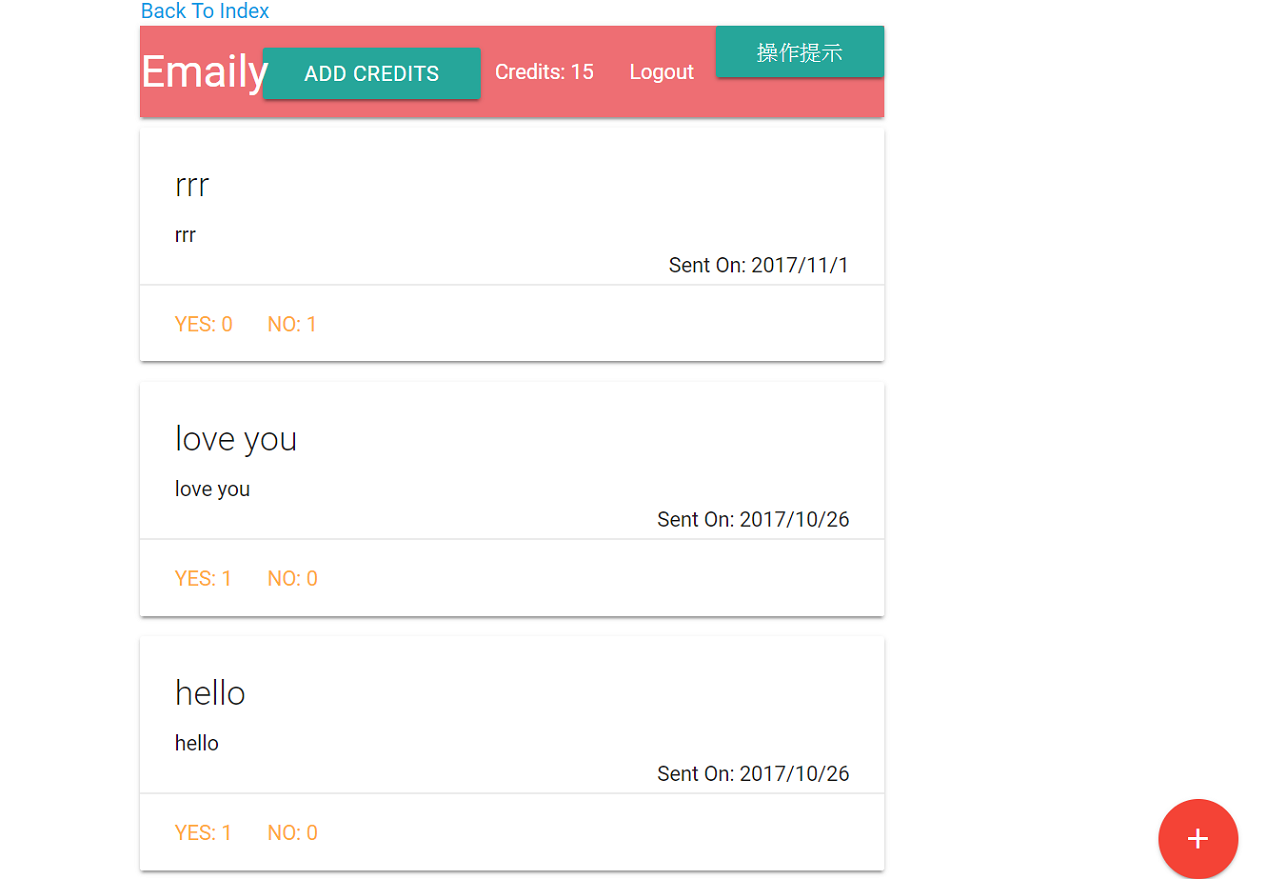 Back To Index
Emaily ADD CREDITS Credits: 15 Logout 操作提示
rrr
rrr
Sent On: 2017/11/1
YES: 0 NO: 1
love you
love you
Sent On: 2017/10/26
YES: 1 NO: 0
hello
hello
Sent On: 2017/10/26
YES: 1 NO: 0
+